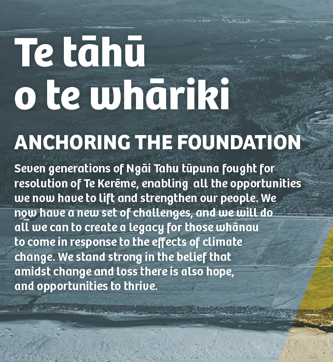 Te tāhū
o te whāriki
ANCHORING THE FOUNDATION
Seven generations of Ngāi Tahu tūpuna fought for
resolution of Te Kerēme, enabling all the opportunities
we now have to lift and strengthen our people. We
now have a new set of challenges, and we will do
all we can to create a legacy for those whānau
to come in response to the effects of climate
change. We stand strong in the belief that
amidst change and loss there is also hope,
and opportunities to thrive.